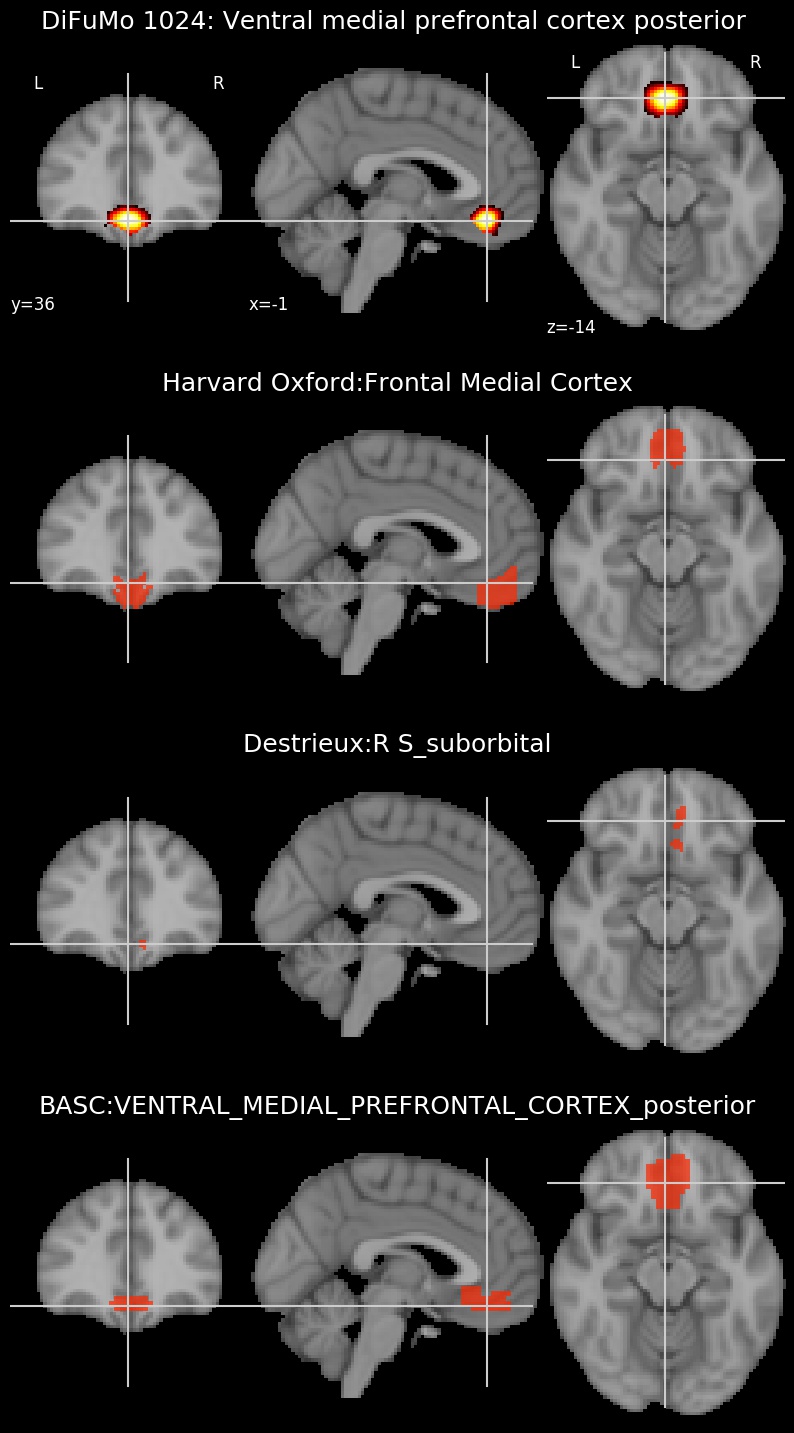 DiFuMo 1024: Ventral medial prefrontal cortex posterior
L R L R
y=36 x=-1 z=-14
Harvard Oxford:Frontal Medial Cortex
Destrieux:R S_suborbital
BASC:VENTRAL_MEDIAL_PREFRONTAL_CORTEX_posterior